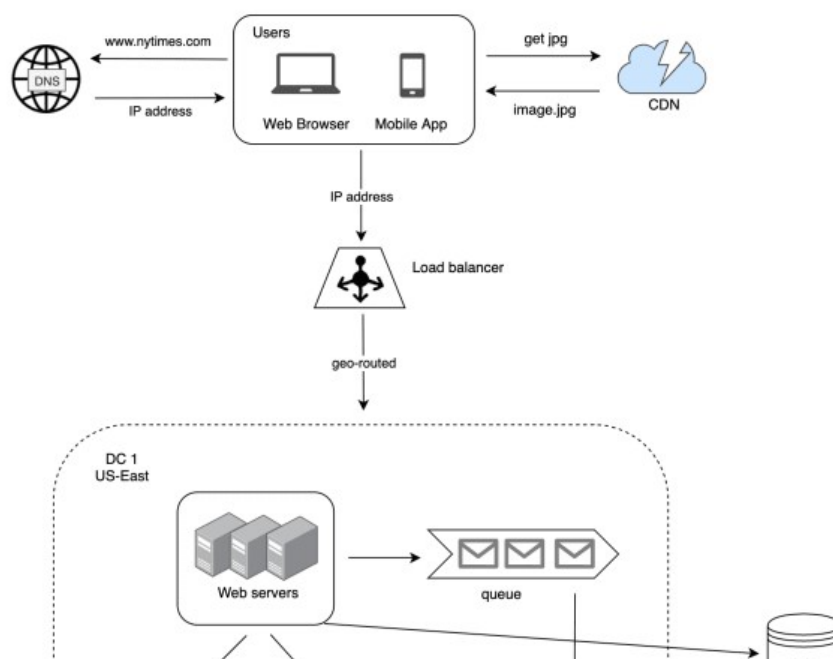 www.nytimes.com
Users
get jpg
DNS
IP address
image.jpg
CDN
Web Browser
Mobile App
IP address
Load balancer
geo-routed
DC 1
US-East
Web servers
queue